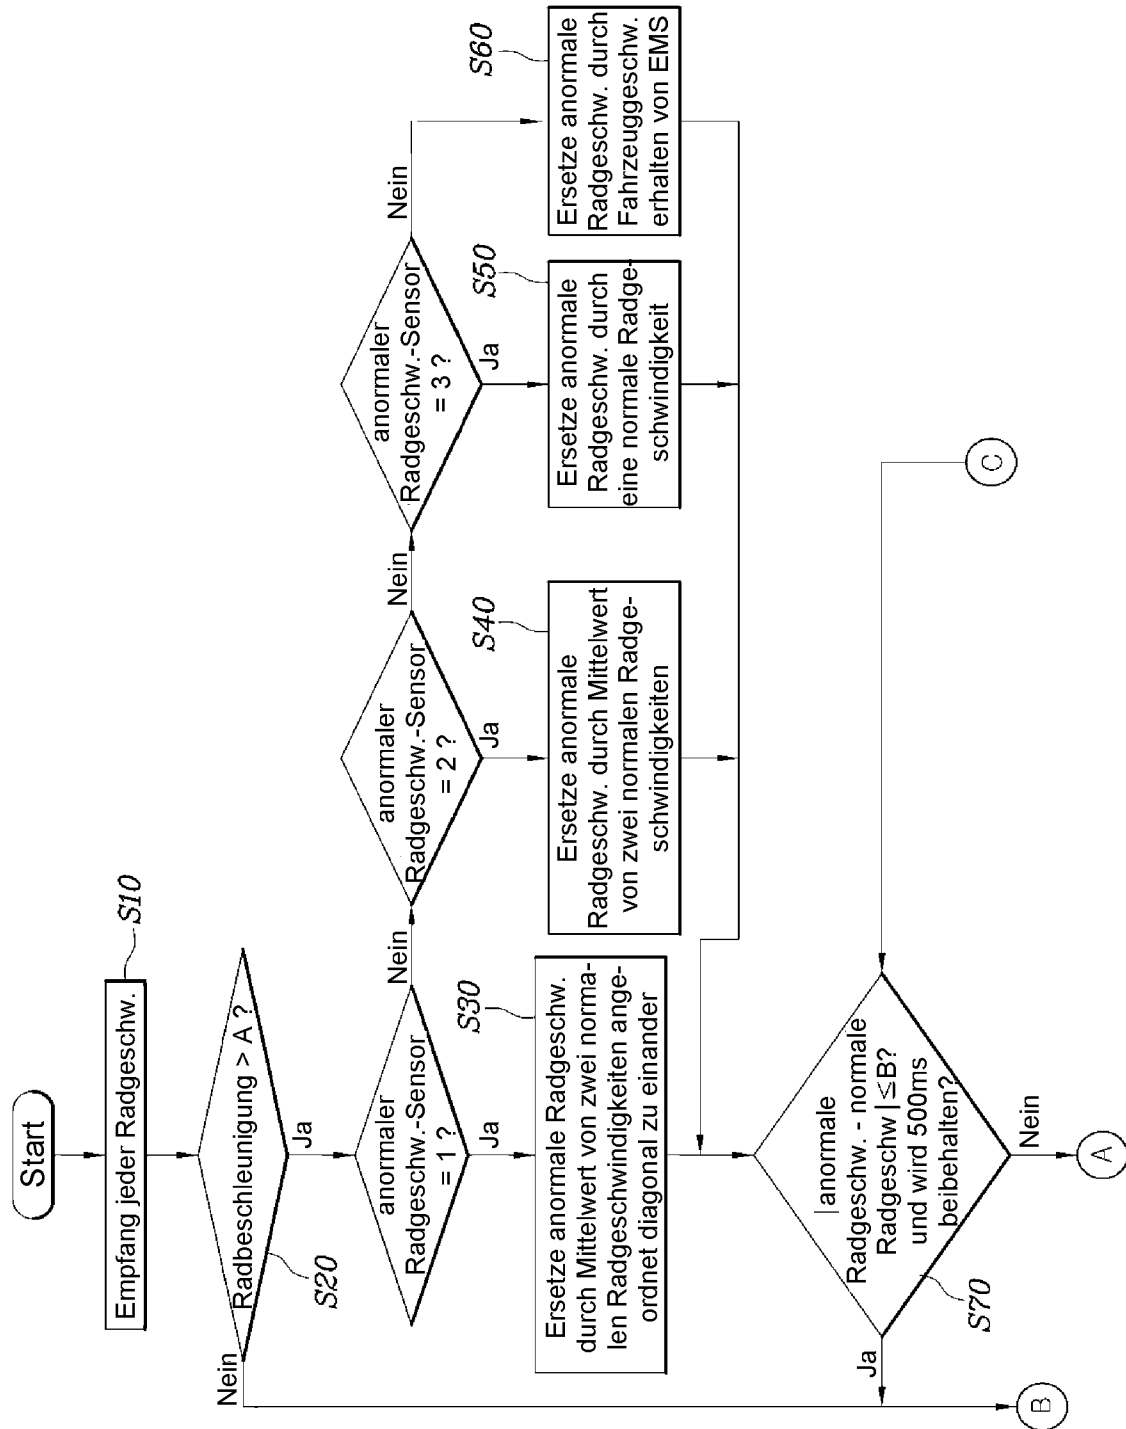 Start
Empfang jeder Radgeschw.
S10
Radbeschleunigung > A ?
S20
Nein
Ja
anormaler
Radgeschw.-Sensor
= 1 ?
Nein
Ja
anormaler
Radgeschw.-Sensor
= 2 ?
Nein
Ja
anormaler
Radgeschw.-Sensor
= 3 ?
Nein
Ja
S30
Ersetze anormale Radgeschw.
durch Mittelwert von zwei norma-
len Radgeschwindigkeiten ange-
ordnet diagonal zu einander
S40
Ersetze anormale
Radgeschw. durch Mittelwert
von zwei normalen Radge-
schwindigkeiten
S50
Ersetze anormale
Radgeschw. durch
eine normale Radge-
schwindigkeit
S60
Ersetze anormale
Radgeschw. durch
Fahrzeuggeschw.
erhalten von EMS
|anormale
Radgeschw. - normale
Radgeschw |≤B?
und wird 500ms
beibehalten?
S70
Ja
Nein
A
B
C